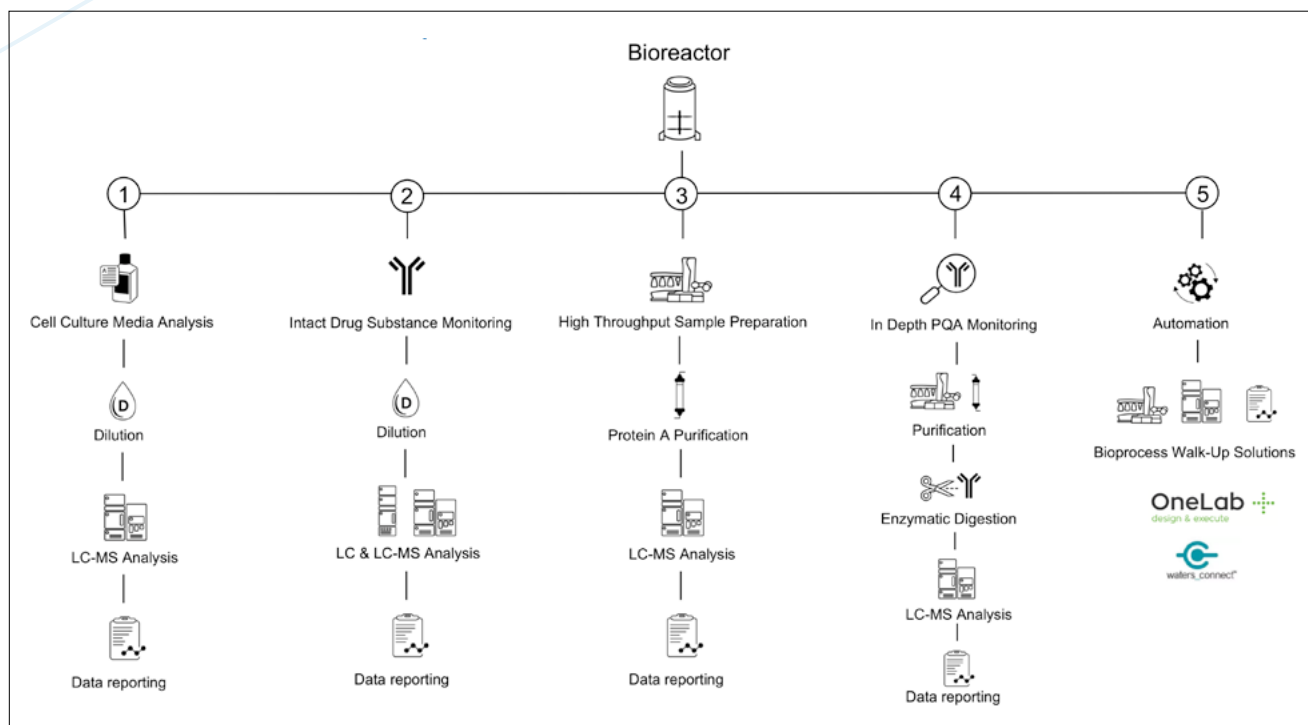 Bioreactor
1
2
3
4
5
Cell Culture Media Analysis
Intact Drug Substance Monitoring
High Throughput Sample Preparation
In Depth PQA Monitoring
Automation
D
Dilution
D
Dilution
Protein A Purification
Purification
Bioprocess Walk-Up Solutions
Enzymatic Digestion
OneLab
design & execute
LC-MS Analysis
LC & LC-MS Analysis
LC-MS Analysis
LC-MS Analysis
waters_connect™
Data reporting
Data reporting
Data reporting
Data reporting